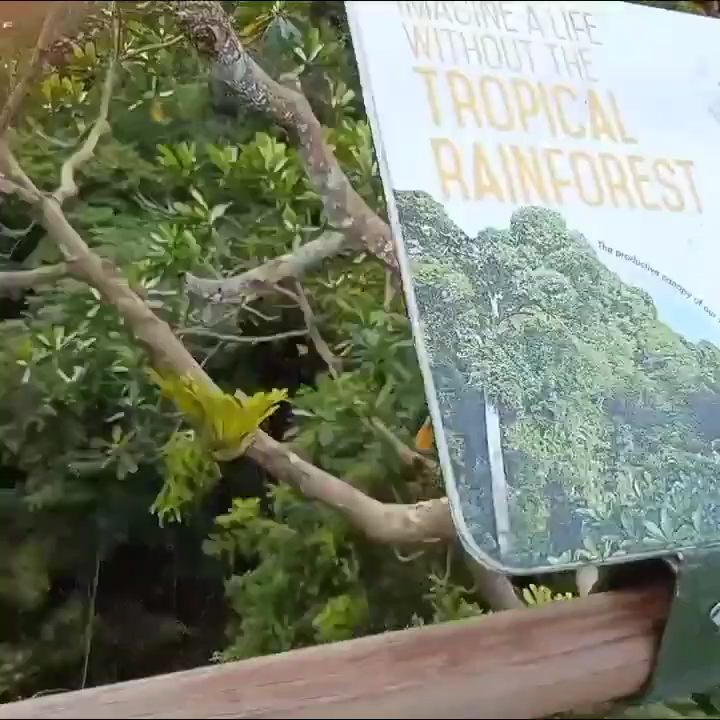 IMAGINE A LIFE
WITHOUT THE
TROPICAL
RAINFOREST
The productive canopy of our